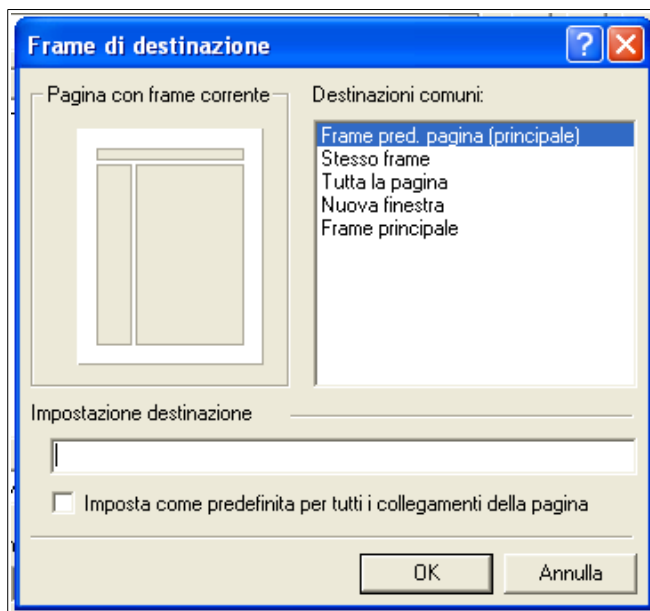 Frame di destinazione
Pagina con frame corrente
Destinazioni comuni:
Frame pred. pagina (principale)
Stesso frame
Tutta la pagina
Nuova finestra
Frame principale
Impostazione destinazione
Imposta come predefinita per tutti i collegamenti della pagina
OK
Annulla